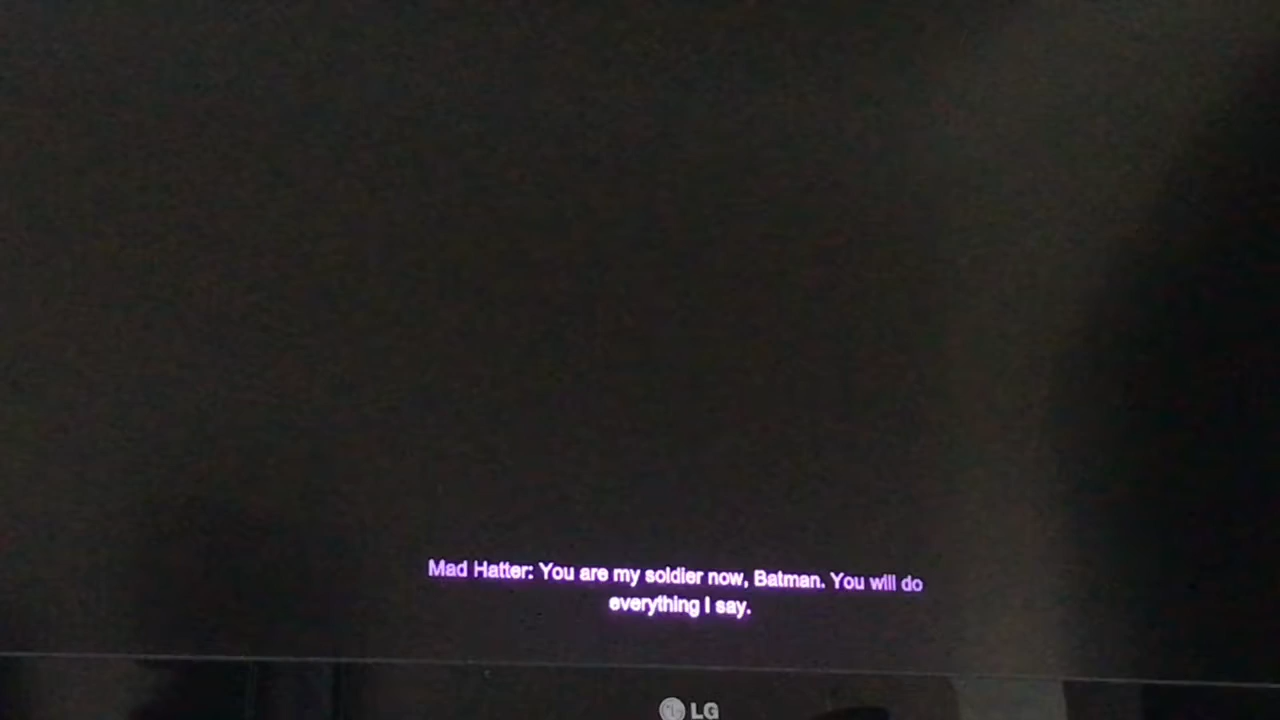 Mad Hatter: You are my soldier now, Batman. You will do
everything I say.
LG